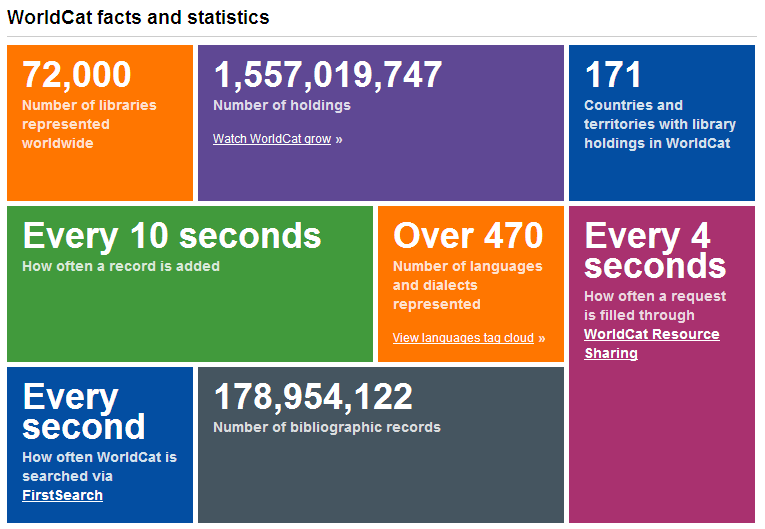 WorldCat facts and statistics
72,000
Number of libraries
represented
worldwide
1,557,019,747
Number of holdings
Watch WorldCat grow »
171
Countries and
territories with library
holdings in WorldCat
Every 10 seconds
How often a record is added
Over 470
Number of languages
and dialects
represented
View languages tag cloud »
Every 4
seconds
How often a request
is filled through
WorldCat Resource
Sharing
Every
second
How often WorldCat is
searched via
FirstSearch
178,954,122
Number of bibliographic records